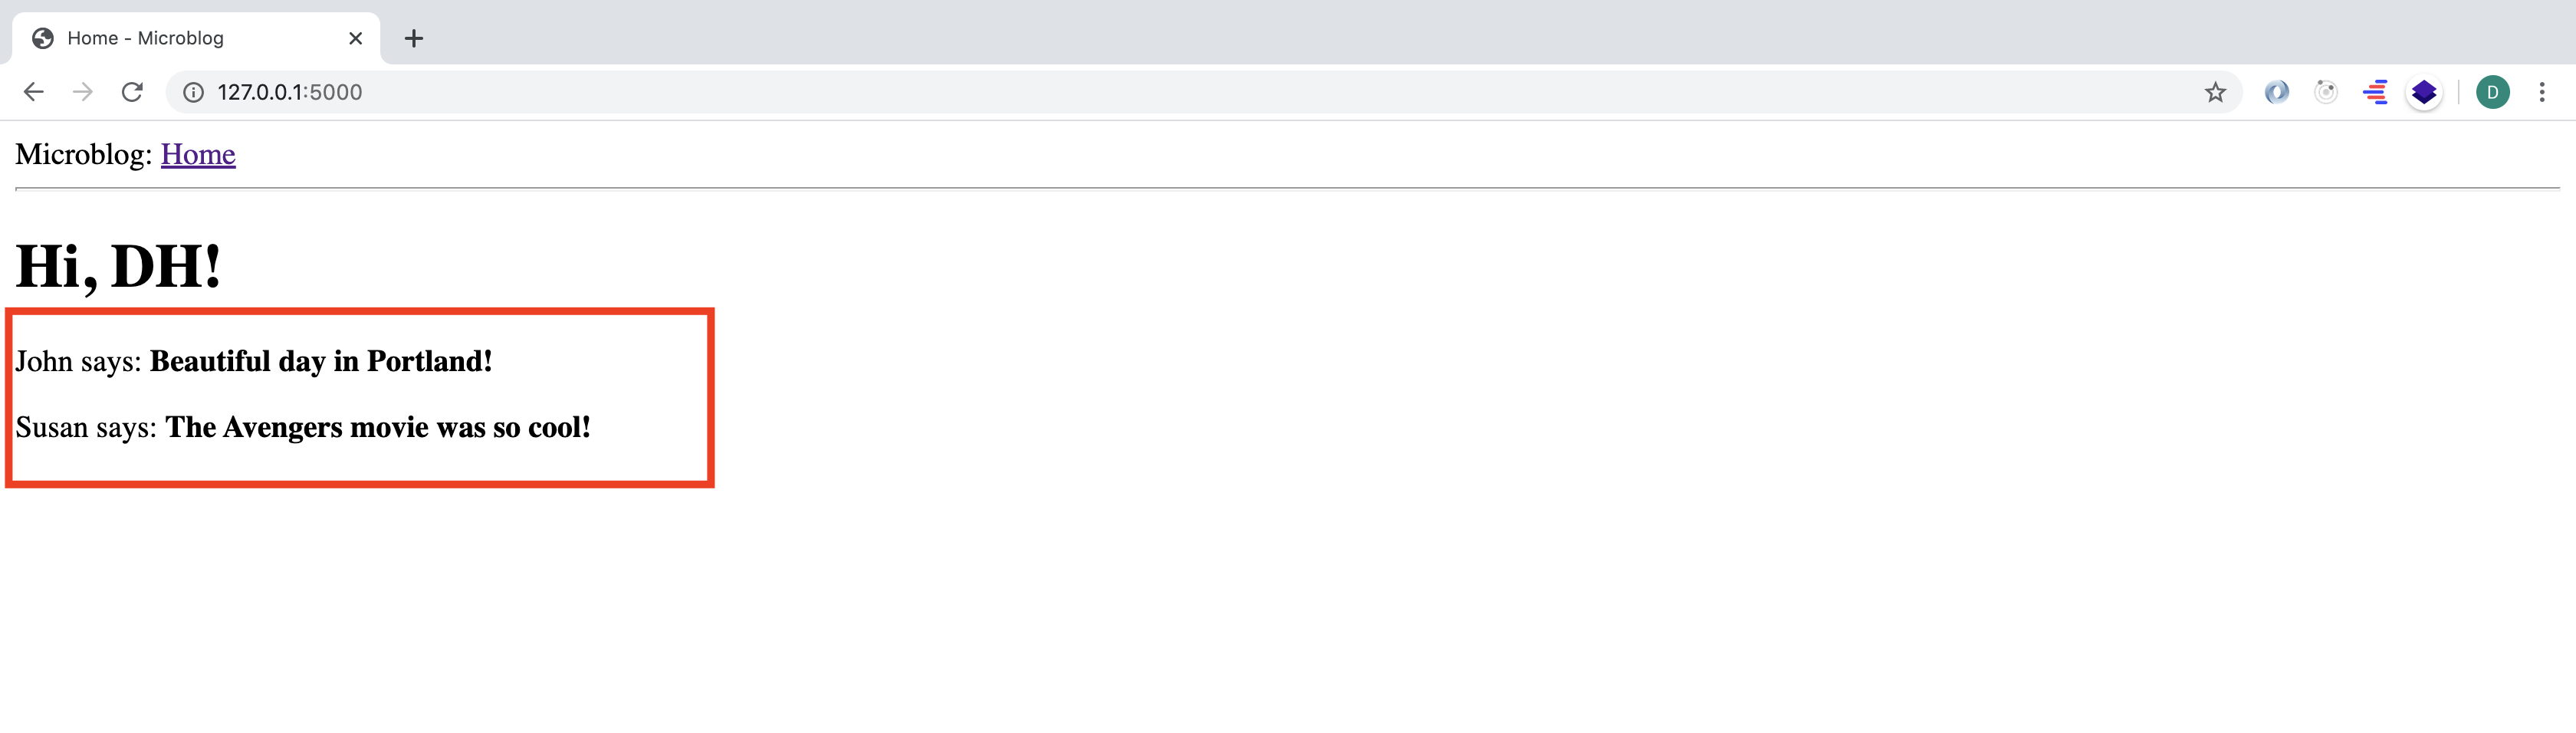 Home - Microblog
127.0.0.1:5000
D
Microblog: Home
Hi, DH!
John says: Beautiful day in Portland!
Susan says: The Avengers movie was so cool!